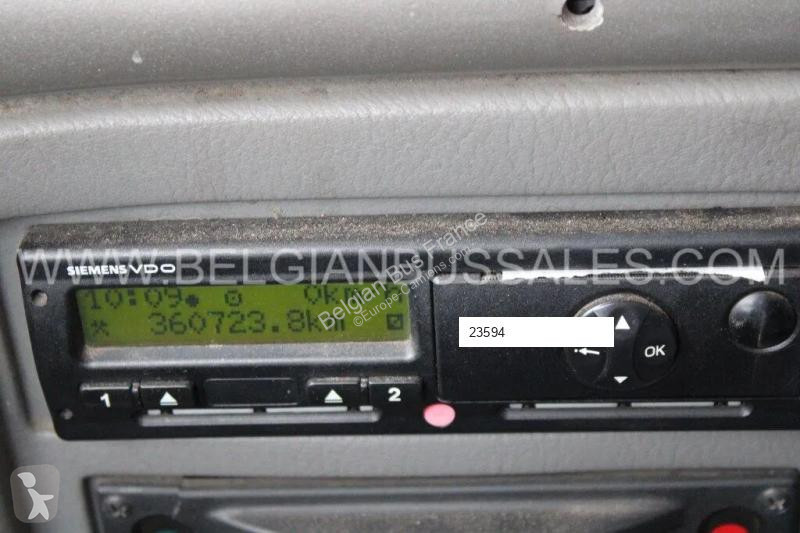 WWW.BELGIANBUSSALES.COM
Belgian Bus France
©Europe-Camions.com
SIEMENS VDO
10:09
0km/h
360723.8km
23594
OK
1
2